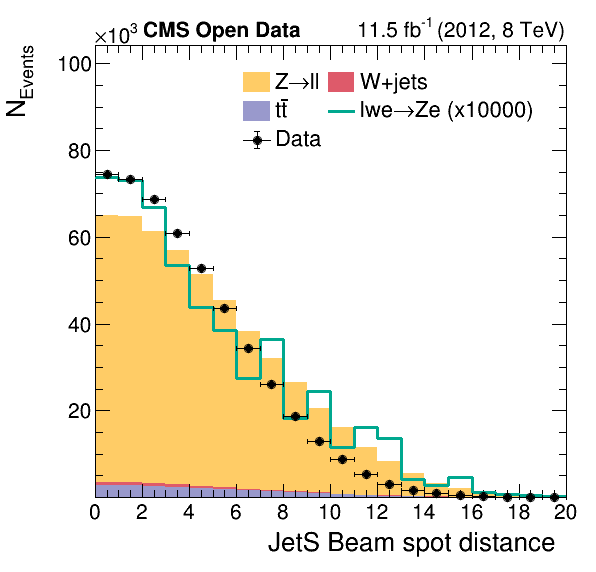 ×10³ CMS Open Data 11.5 fb⁻¹ (2012, 8 TeV)
N_Events
100
80
60
40
20
Z→ll W+jets
tt̄ lwe→Ze (x10000)
Data
0 2 4 6 8 10 12 14 16 18 20
JetS Beam spot distance